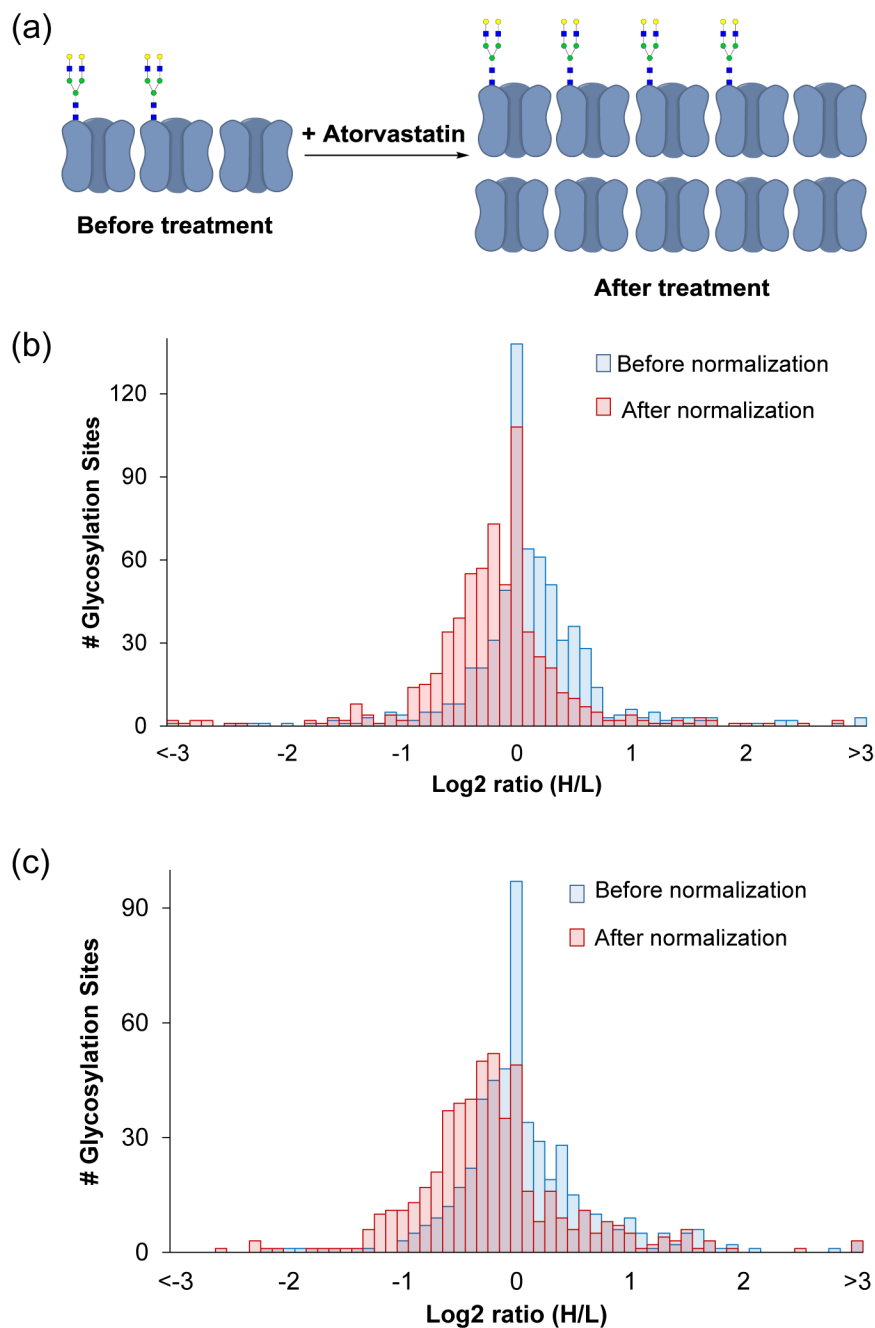 (a)
+ Atorvastatin
Before treatment
After treatment
(b)
Before normalization
After normalization
# Glycosylation Sites
120
90
60
30
0
<-3 -2 -1 0 1 2 >3
Log2 ratio (H/L)
(c)
Before normalization
After normalization
# Glycosylation Sites
90
60
30
0
<-3 -2 -1 0 1 2 >3
Log2 ratio (H/L)